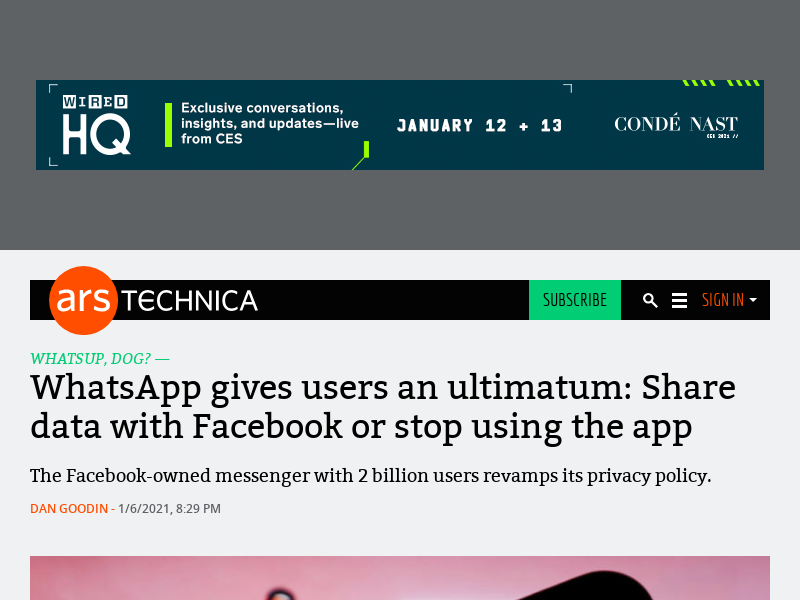 WIRED
HQ
Exclusive conversations,
insights, and updates—live
from CES
JANUARY 12 + 13
CONDÉ NAST
CES 2021 //
ars TECHNICA
SUBSCRIBE
SIGN IN
WHATSUP, DOG? —
WhatsApp gives users an ultimatum: Share
data with Facebook or stop using the app
The Facebook-owned messenger with 2 billion users revamps its privacy policy.
DAN GOODIN - 1/6/2021, 8:29 PM